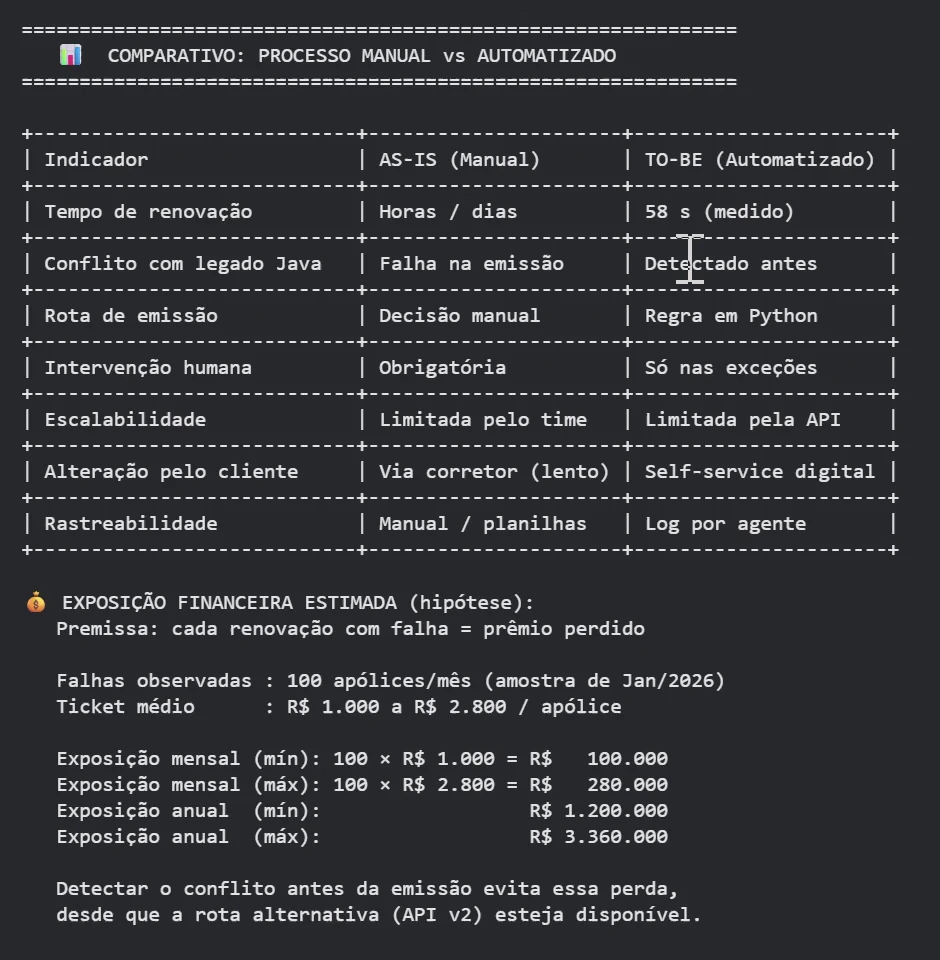 ==============================================================
📊 COMPARATIVO: PROCESSO MANUAL vs AUTOMATIZADO
==============================================================
+----------------------------+----------------------+----------------------+
| Indicador | AS-IS (Manual) | TO-BE (Automatizado) |
+----------------------------+----------------------+----------------------+
| Tempo de renovação | Horas / dias | 58 s (medido) |
+----------------------------+----------------------+----------------------+
| Conflito com legado Java | Falha na emissão | Detectado antes |
+----------------------------+----------------------+----------------------+
| Rota de emissão | Decisão manual | Regra em Python |
+----------------------------+----------------------+----------------------+
| Intervenção humana | Obrigatória | Só nas exceções |
+----------------------------+----------------------+----------------------+
| Escalabilidade | Limitada pelo time | Limitada pela API |
+----------------------------+----------------------+----------------------+
| Alteração pelo cliente | Via corretor (lento) | Self-service digital |
+----------------------------+----------------------+----------------------+
| Rastreabilidade | Manual / planilhas | Log por agente |
+----------------------------+----------------------+----------------------+
💰 EXPOSIÇÃO FINANCEIRA ESTIMADA (hipótese):
Premissa: cada renovação com falha = prêmio perdido
Falhas observadas : 100 apólices/mês (amostra de Jan/2026)
Ticket médio : R$ 1.000 a R$ 2.800 / apólice
Exposição mensal (mín): 100 × R$ 1.000 = R$ 100.000
Exposição mensal (máx): 100 × R$ 2.800 = R$ 280.000
Exposição anual (mín): R$ 1.200.000
Exposição anual (máx): R$ 3.360.000
Detectar o conflito antes da emissão evita essa perda,
desde que a rota alternativa (API v2) esteja disponível.